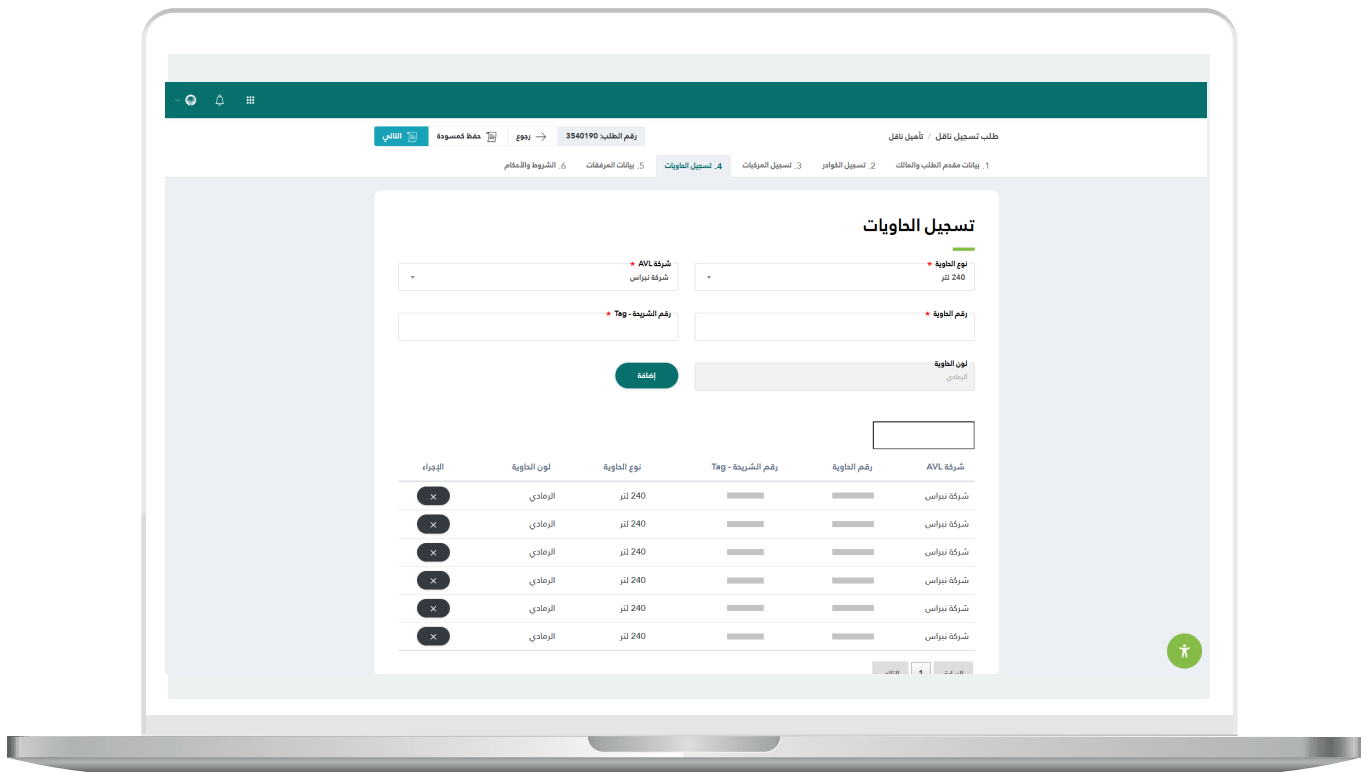 طلب تسجيل ناقل / تأهيل ناقل
رقم الطلب: 3540190
رجوع
حفظ كمسودة
التالي
1. بيانات مقدم الطلب والمالك
2. تسجيل الكوادر
3. تسجيل المركبات
4. تسجيل الحاويات
5. بيانات المرفقات
6. الشروط والأحكام
تسجيل الحاويات
نوع الحاوية *
240 لتر
شركة AVL *
شركة نبراس
رقم الحاوية *
رقم الشريحة - Tag *
لون الحاوية
الرمادي
إضافة
شركة AVL رقم الحاوية رقم الشريحة - Tag نوع الحاوية لون الحاوية الإجراء
شركة نبراس 240 لتر الرمادي
شركة نبراس 240 لتر الرمادي
شركة نبراس 240 لتر الرمادي
شركة نبراس 240 لتر الرمادي
شركة نبراس 240 لتر الرمادي
شركة نبراس 240 لتر الرمادي
1